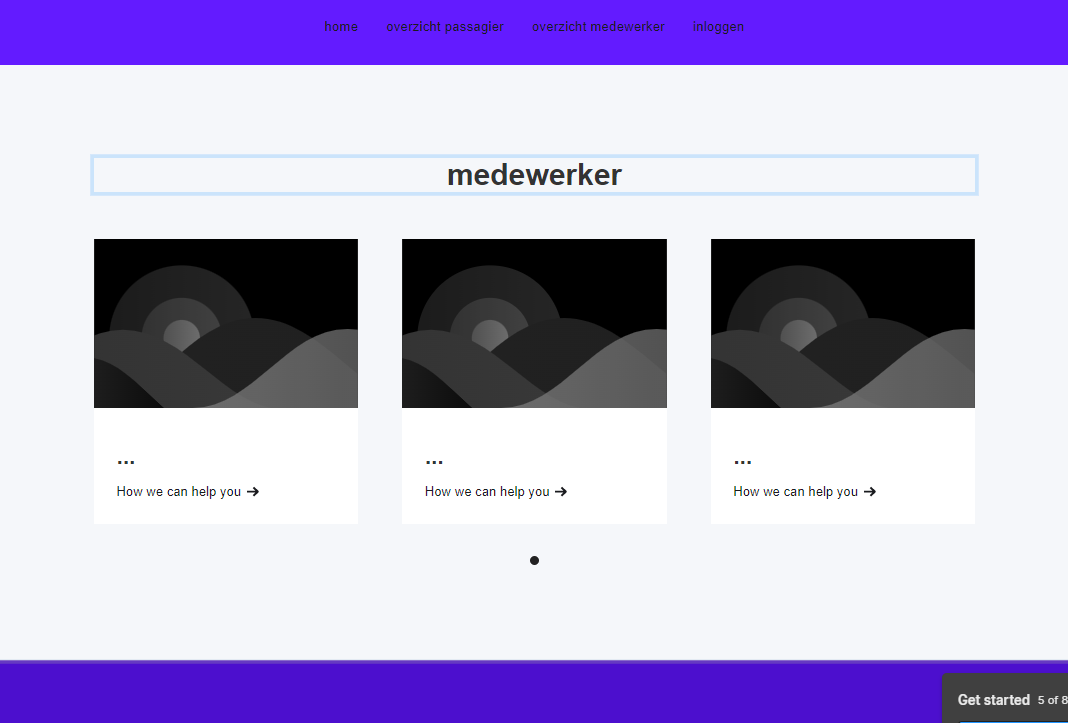 home overzicht passagier overzicht medewerker inloggen
medewerker
... ... ...
How we can help you → How we can help you → How we can help you →
Get started 5 of 8